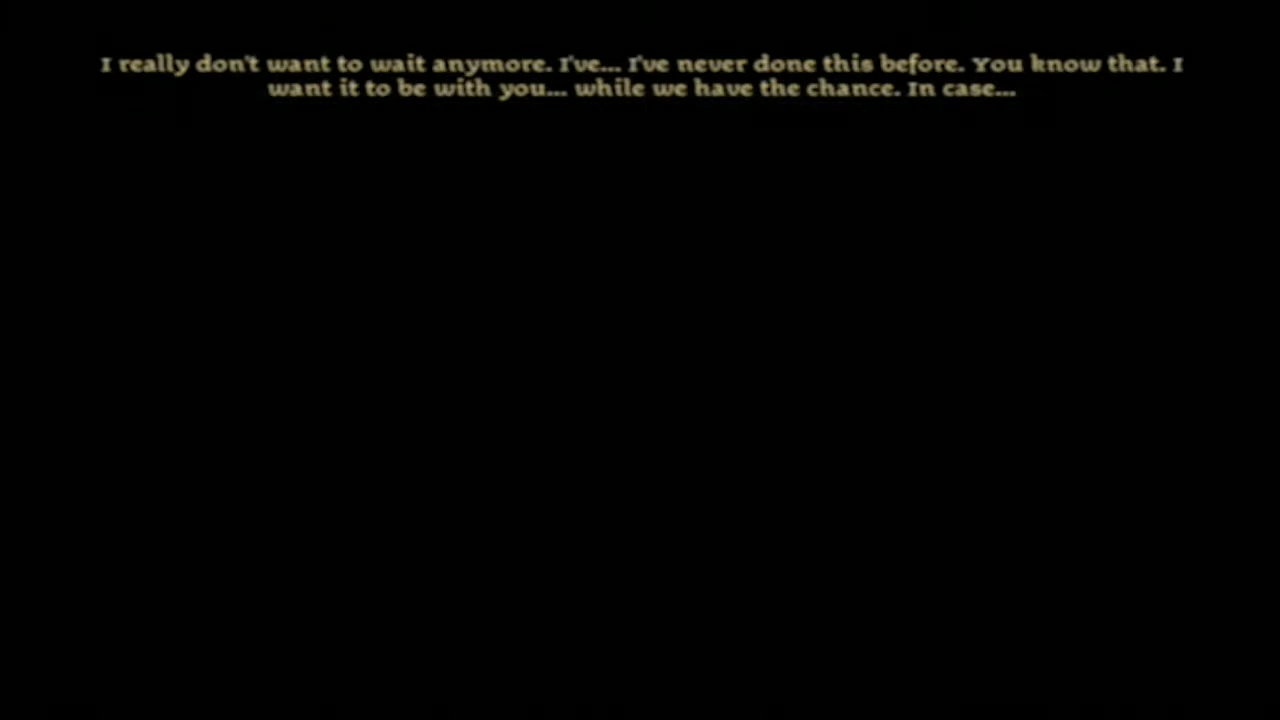 I really don't want to wait anymore. I've... I've never done this before. You know that. I
want it to be with you... while we have the chance. In case...